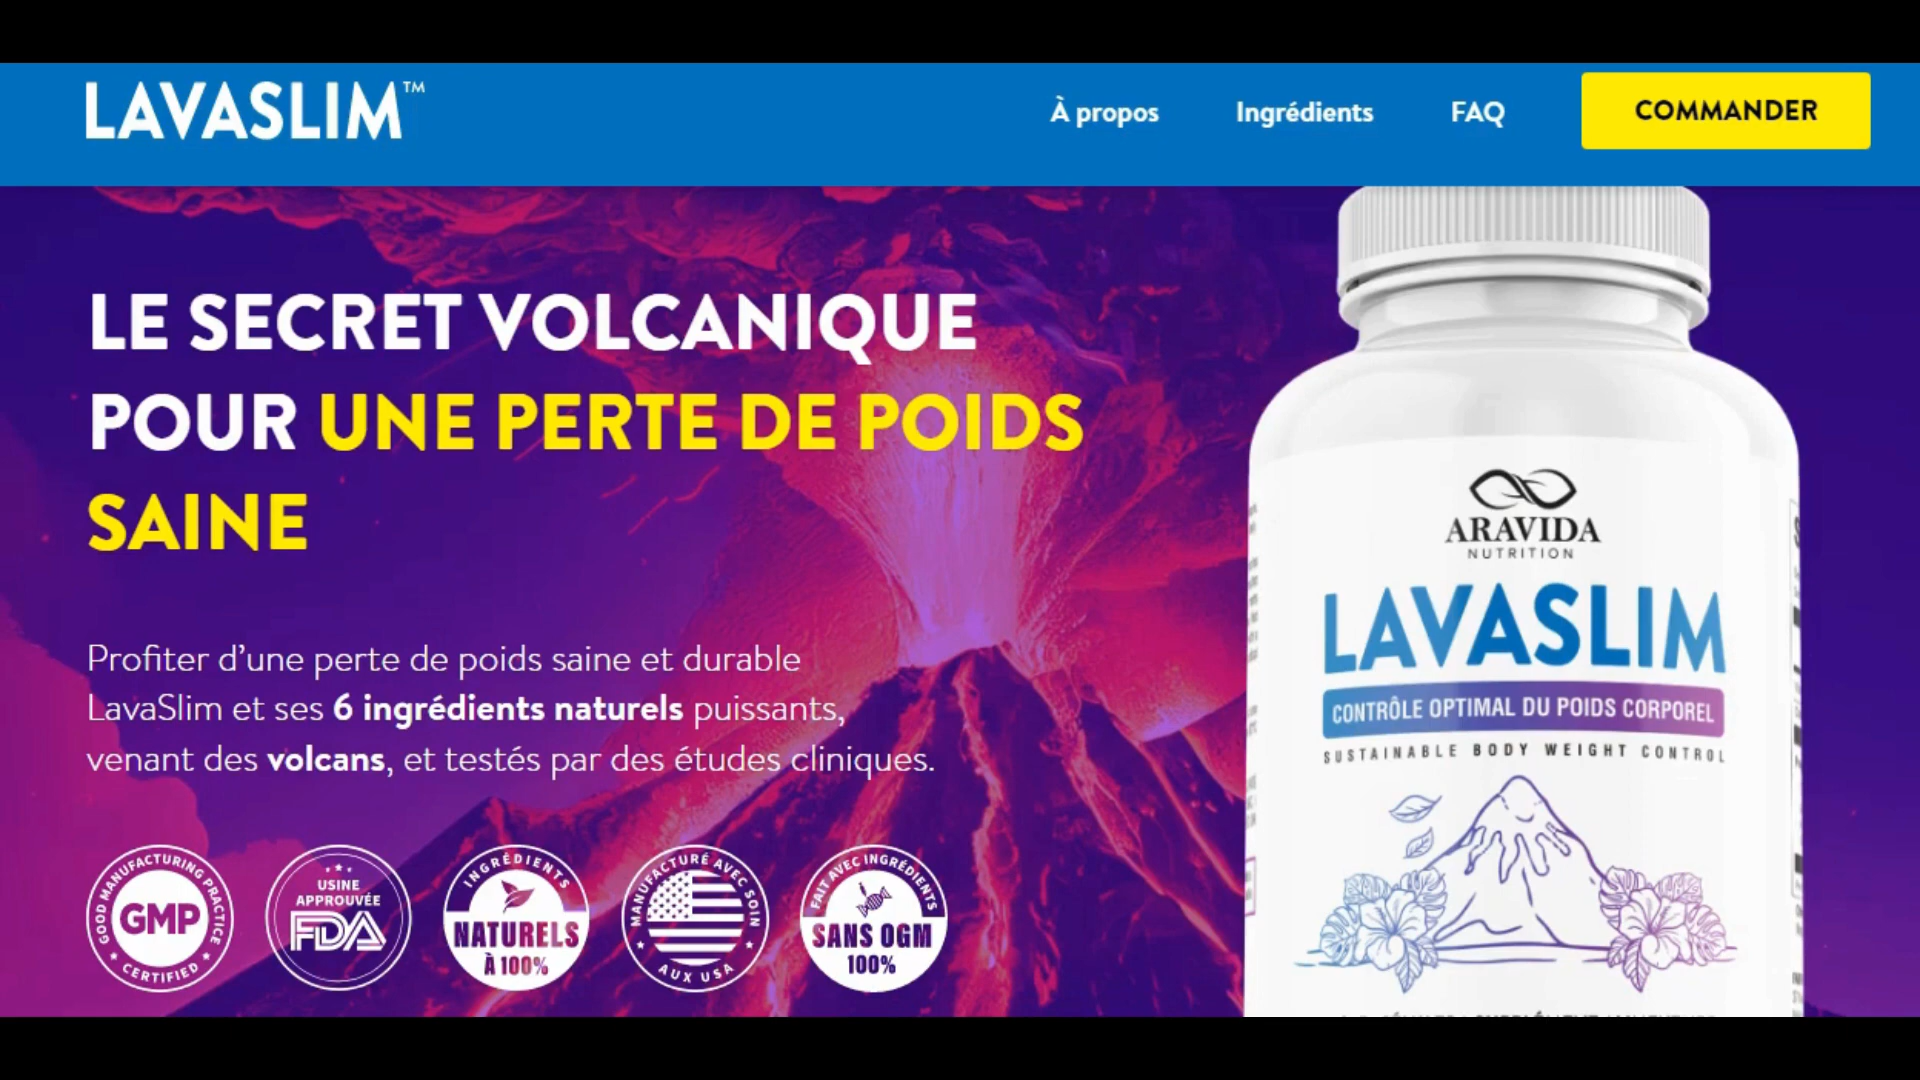 LAVASLIM™
À propos
Ingrédients
FAQ
COMMANDER
LE SECRET VOLCANIQUE
POUR UNE PERTE DE POIDS
SAINE
Profiter d’une perte de poids saine et durable
LavaSlim et ses 6 ingrédients naturels puissants,
venant des volcans, et testés par des études cliniques.
GOOD MANUFACTURING PRACTICE
GMP
CERTIFIED
USINE
APPROUVÉE
FDA
INGRÉDIENTS
NATURELS
À 100%
MANUFACTURÉ AVEC SOIN
AUX USA
FAIT AVEC INGRÉDIENTS
SANS OGM
100%
ARAVIDA
NUTRITION
LAVASLIM
CONTRÔLE OPTIMAL DU POIDS CORPOREL
SUSTAINABLE BODY WEIGHT CONTROL